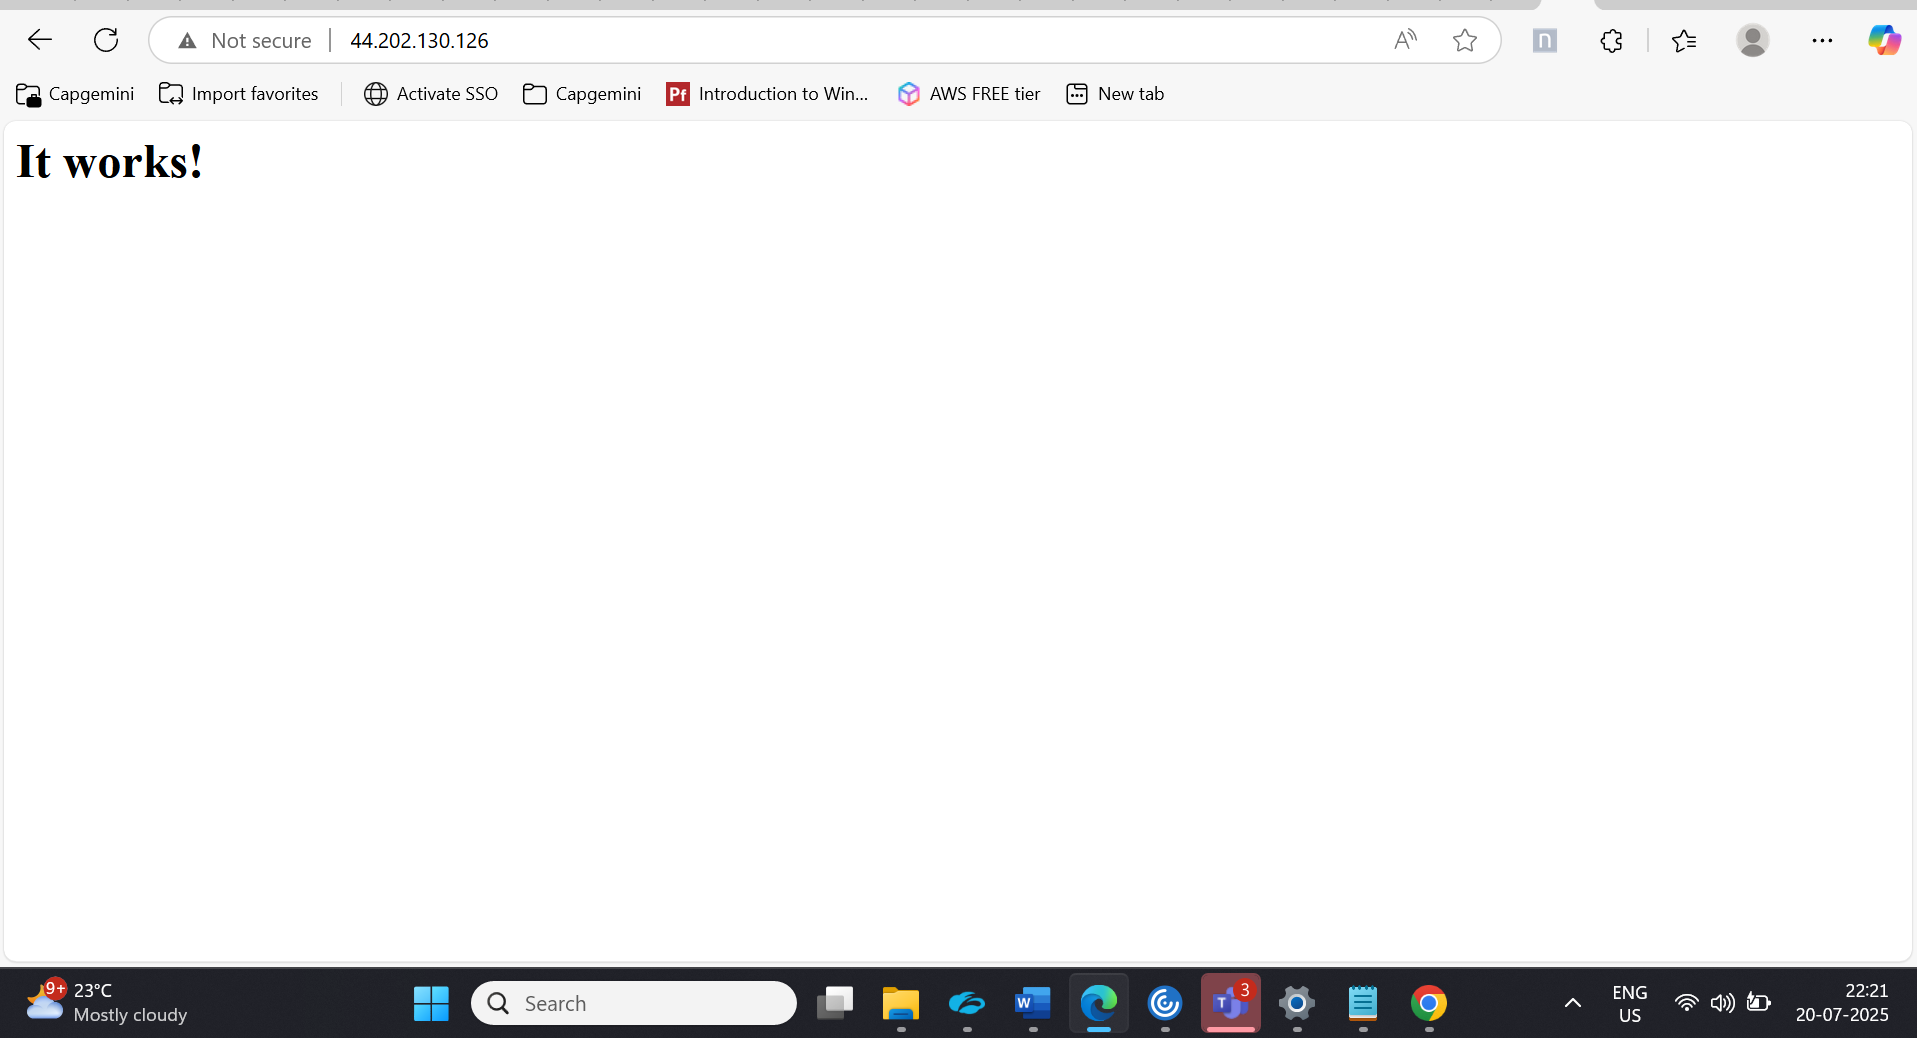 Not secure 44.202.130.126
Capgemini Import favorites Activate SSO Capgemini Pf Introduction to Win... AWS FREE tier New tab
It works!
9+ 23°C
Mostly cloudy
Search
3
ENG
US
22:21
20-07-2025